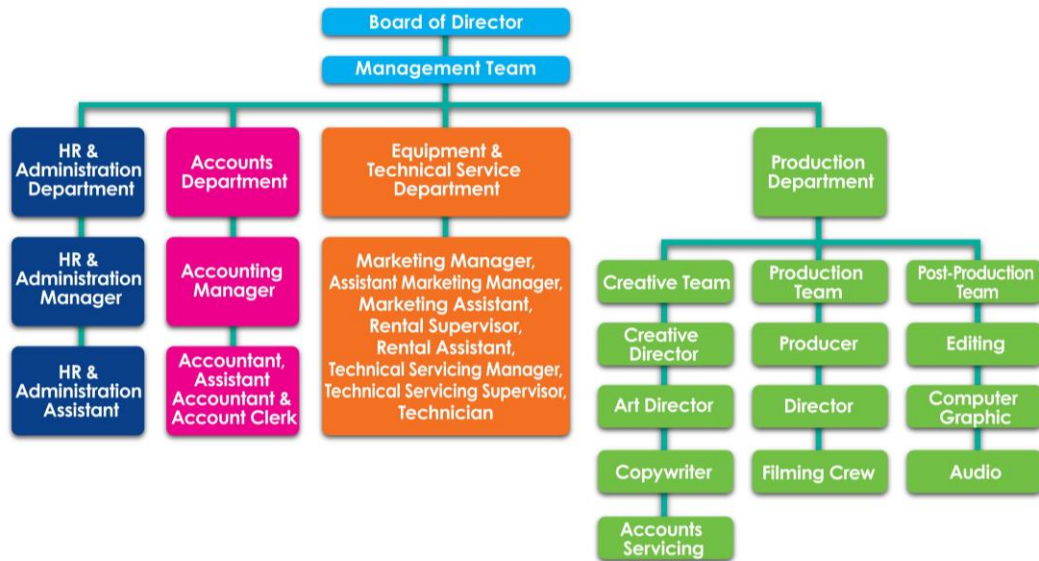 Board of Director
Management Team
HR &
Administration
Department
Accounts
Department
Equipment &
Technical Service
Department
Production
Department
HR &
Administration
Manager
Accounting
Manager
Marketing Manager,
Assistant Marketing Manager,
Marketing Assistant,
Rental Supervisor,
Rental Assistant,
Technical Servicing Manager,
Technical Servicing Supervisor,
Technician
HR &
Administration
Assistant
Accountant,
Assistant
Accountant &
Account Clerk
Creative Team
Creative
Director
Art Director
Copywriter
Accounts
Servicing
Production
Team
Producer
Director
Filming Crew
Post-Production
Team
Editing
Computer
Graphic
Audio